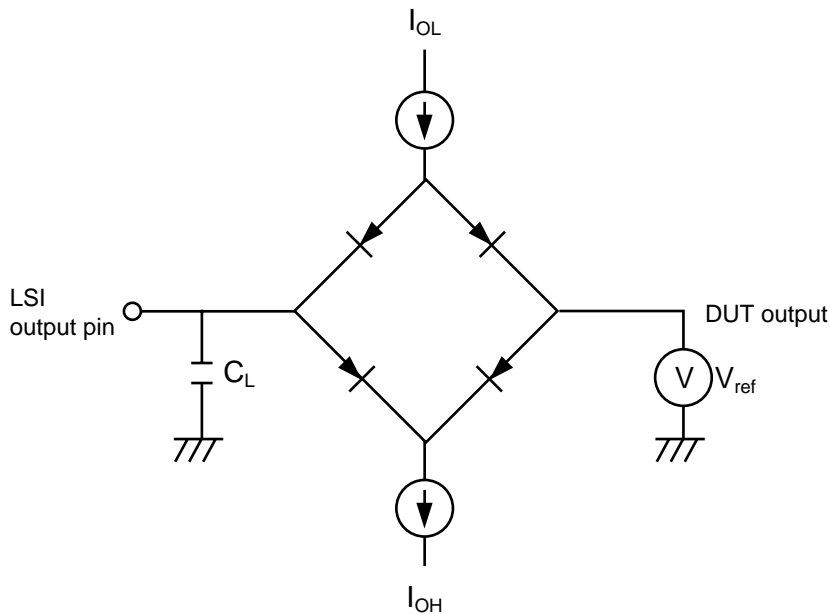 IOL
LSI
output pin
DUT output
CL
V
Vref
IOH